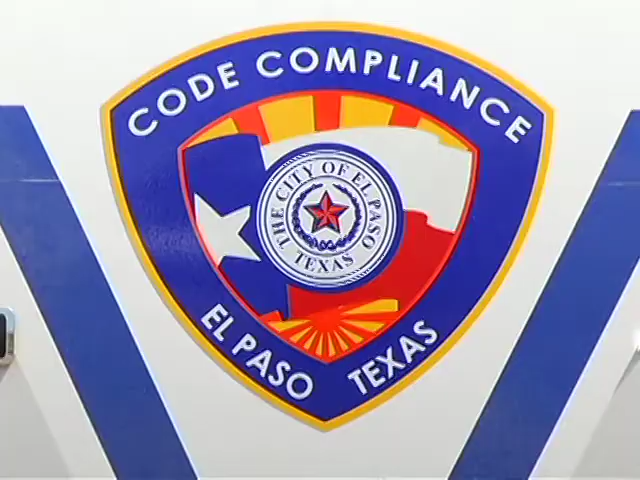 CODE COMPLIANCE
THE CITY OF EL PASO
TEXAS
EL PASO TEXAS